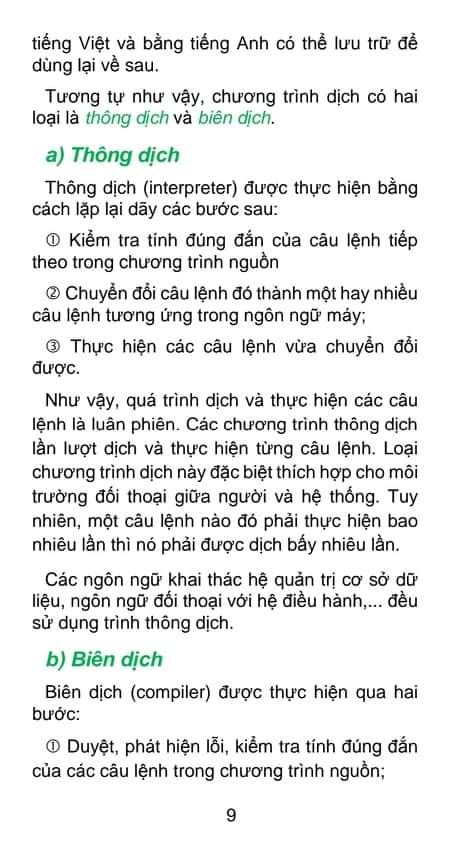 tiếng Việt và bằng tiếng Anh có thể lưu trữ để
dùng lại về sau.
Tương tự như vậy, chương trình dịch có hai
loại là thông dịch và biên dịch.
a) Thông dịch
Thông dịch (interpreter) được thực hiện bằng
cách lặp lại dãy các bước sau:
① Kiểm tra tính đúng đắn của câu lệnh tiếp
theo trong chương trình nguồn
② Chuyển đổi câu lệnh đó thành một hay nhiều
câu lệnh tương ứng trong ngôn ngữ máy;
③ Thực hiện các câu lệnh vừa chuyển đổi
được.
Như vậy, quá trình dịch và thực hiện các câu
lệnh là luân phiên. Các chương trình thông dịch
lần lượt dịch và thực hiện từng câu lệnh. Loại
chương trình dịch này đặc biệt thích hợp cho môi
trường đối thoại giữa người và hệ thống. Tuy
nhiên, một câu lệnh nào đó phải thực hiện bao
nhiêu lần thì nó phải được dịch bấy nhiêu lần.
Các ngôn ngữ khai thác hệ quản trị cơ sở dữ
liệu, ngôn ngữ đối thoại với hệ điều hành,... đều
sử dụng trình thông dịch.
b) Biên dịch
Biên dịch (compiler) được thực hiện qua hai
bước:
① Duyệt, phát hiện lỗi, kiểm tra tính đúng đắn
của các câu lệnh trong chương trình nguồn;
9